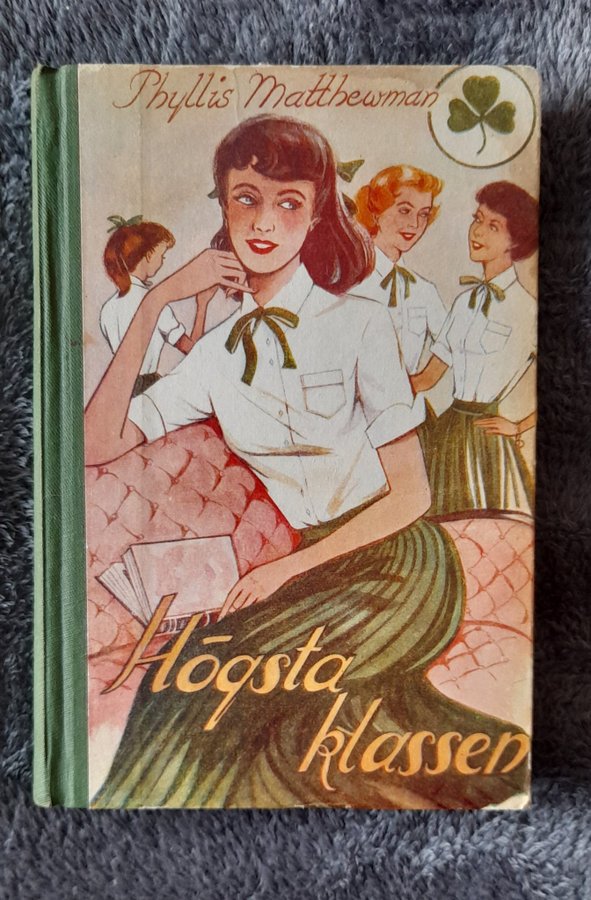 Phyllis Matthewman
Högsta
klassen